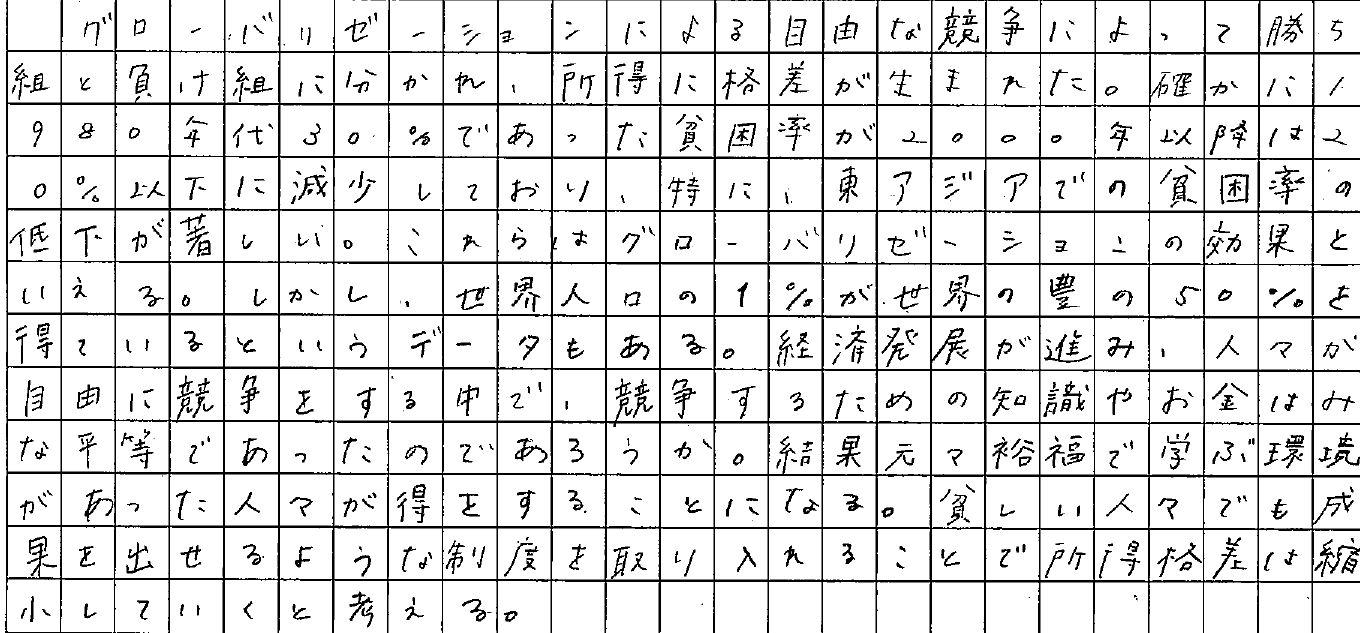 グローバリゼーションによる自由な競争によって勝ち
組と負け組に分かれ、所得に格差が生まれた。確かに1
980年代30%であった貧困率が2000年以降は2
0%以下に減少しており、特に、東アジアでの貧困率の
低下が著しい。これらはグローバリゼーションの効果と
いえる。しかし、世界人口の1%が世界の豊の50%を
得ているというデータもある。経済発展が進み、人々が
自由に競争をする中で、競争するための知識やお金はみ
な平等であったのであろうか。結果元々裕福で学ぶ環境
があった人々が得をすることになる。貧しい人々でも成
果を出せるような制度を取り入れることで所得格差は縮
小していくと考える。